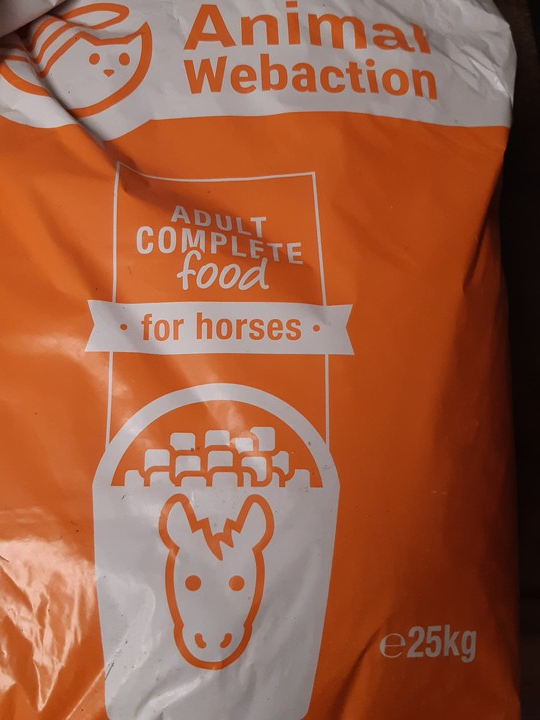 Animal
Webaction
ADULT
COMPLETE
food
· for horses ·
℮25kg